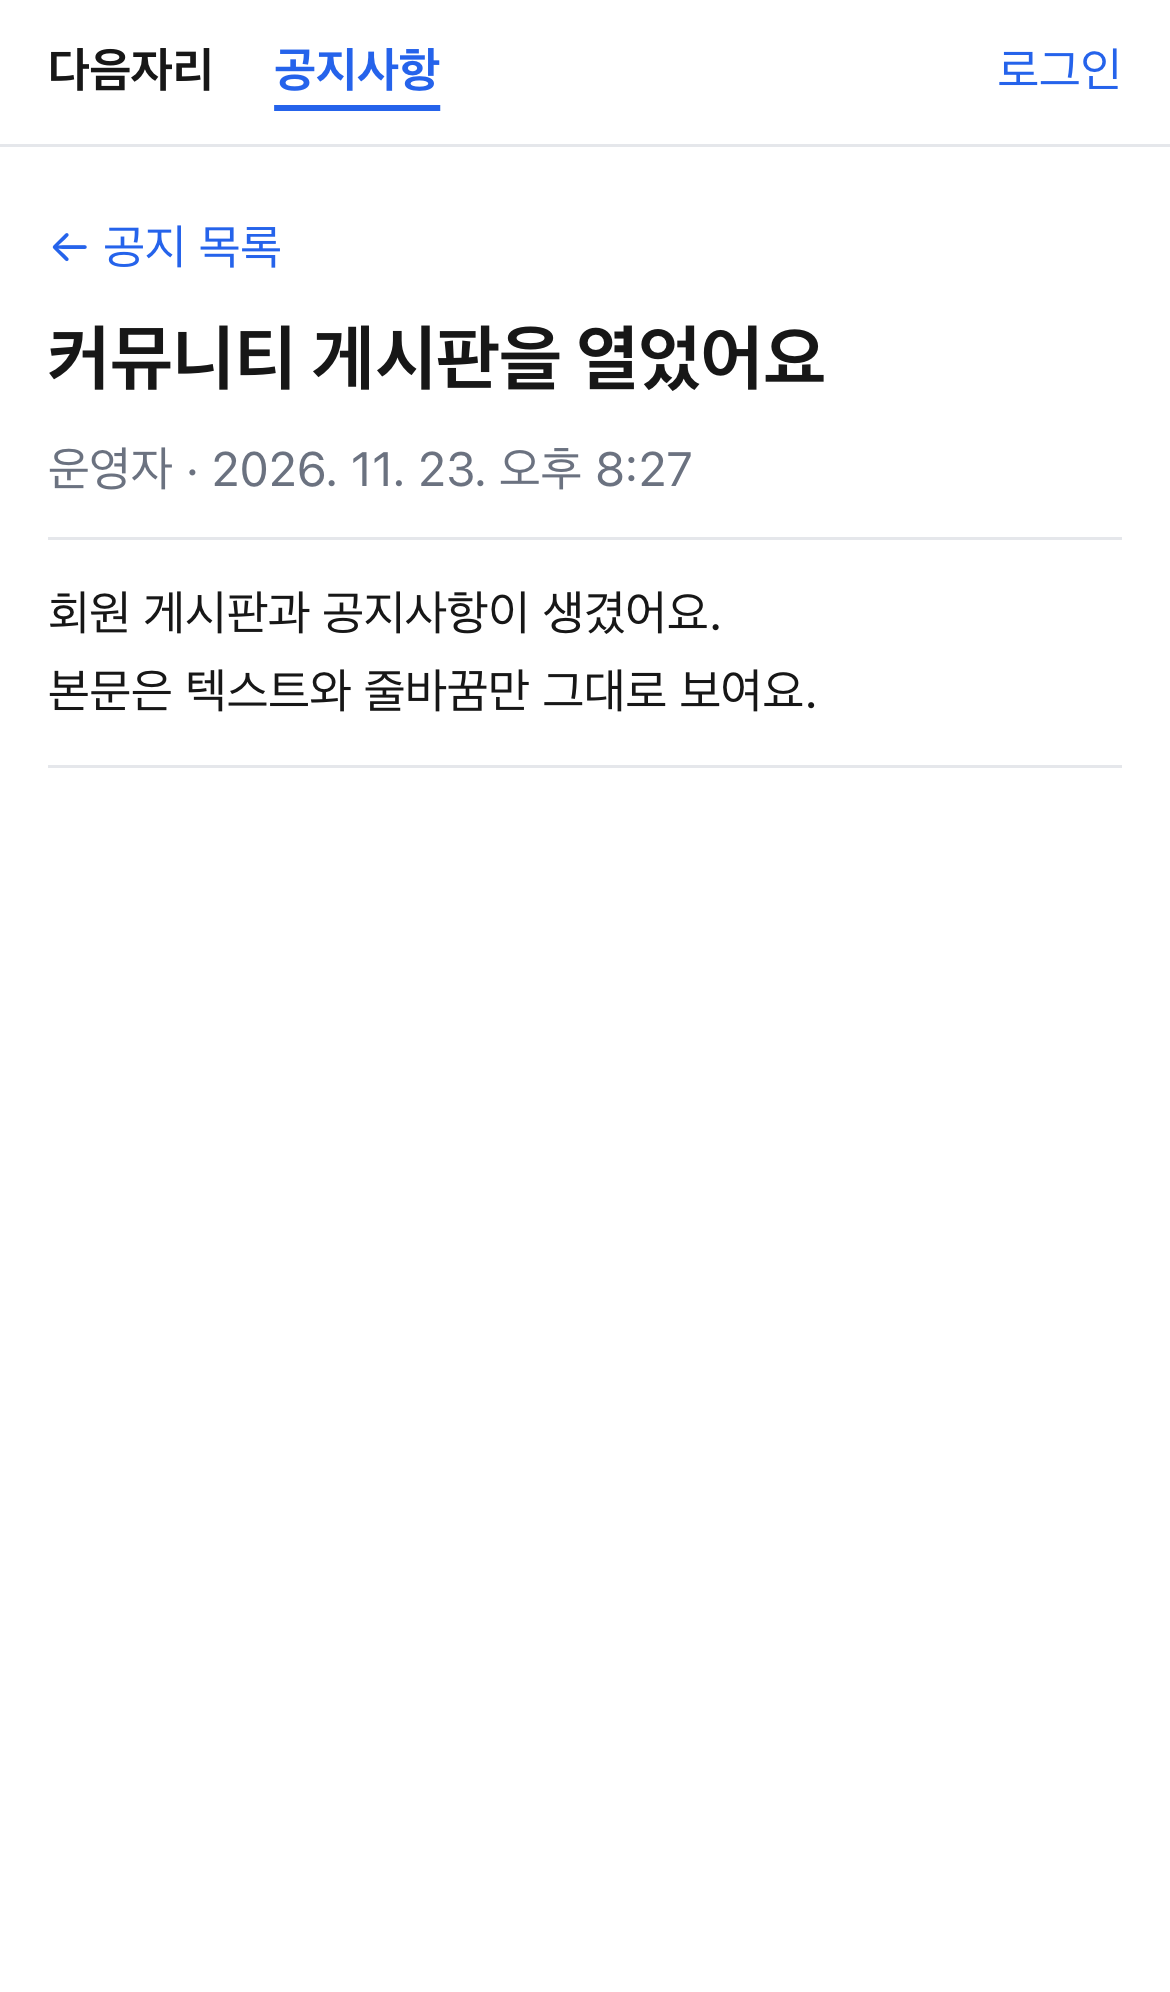 다음자리 공지사항 로그인
← 공지 목록
커뮤니티 게시판을 열었어요
운영자 · 2026. 11. 23. 오후 8:27
회원 게시판과 공지사항이 생겼어요.
본문은 텍스트와 줄바꿈만 그대로 보여요.